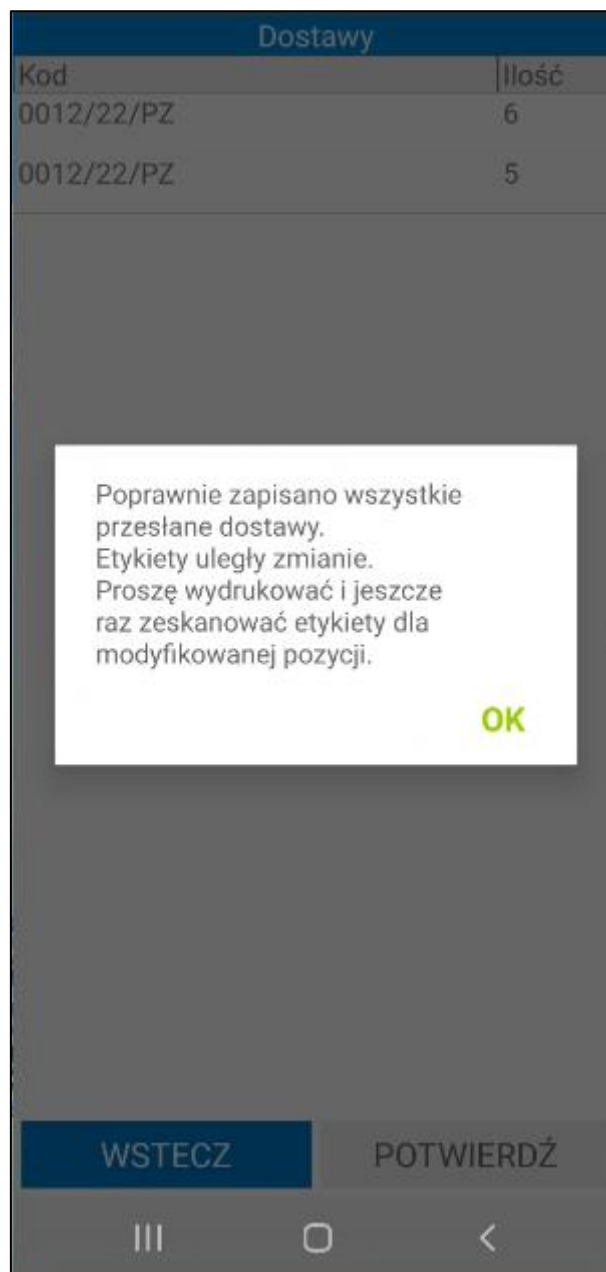 Dostawy
Kod Ilość
0012/22/PZ 6
0012/22/PZ 5
Poprawnie zapisano wszystkie
przesłane dostawy.
Etykiety uległy zmianie.
Proszę wydrukować i jeszcze
raz zeskanować etykiety dla
modyfikowanej pozycji.
OK
WSTECZ POTWIERDŹ